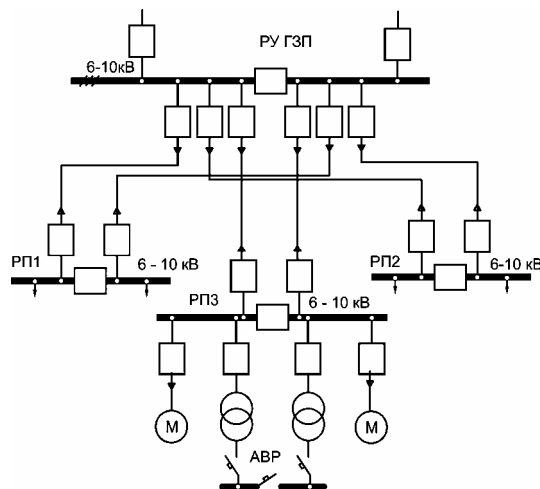 РУ ГЗП
6-10кВ
РП1
6 - 10 кВ
РП2
6-10 кВ
РП3
6 - 10 кВ
М
М
АВР